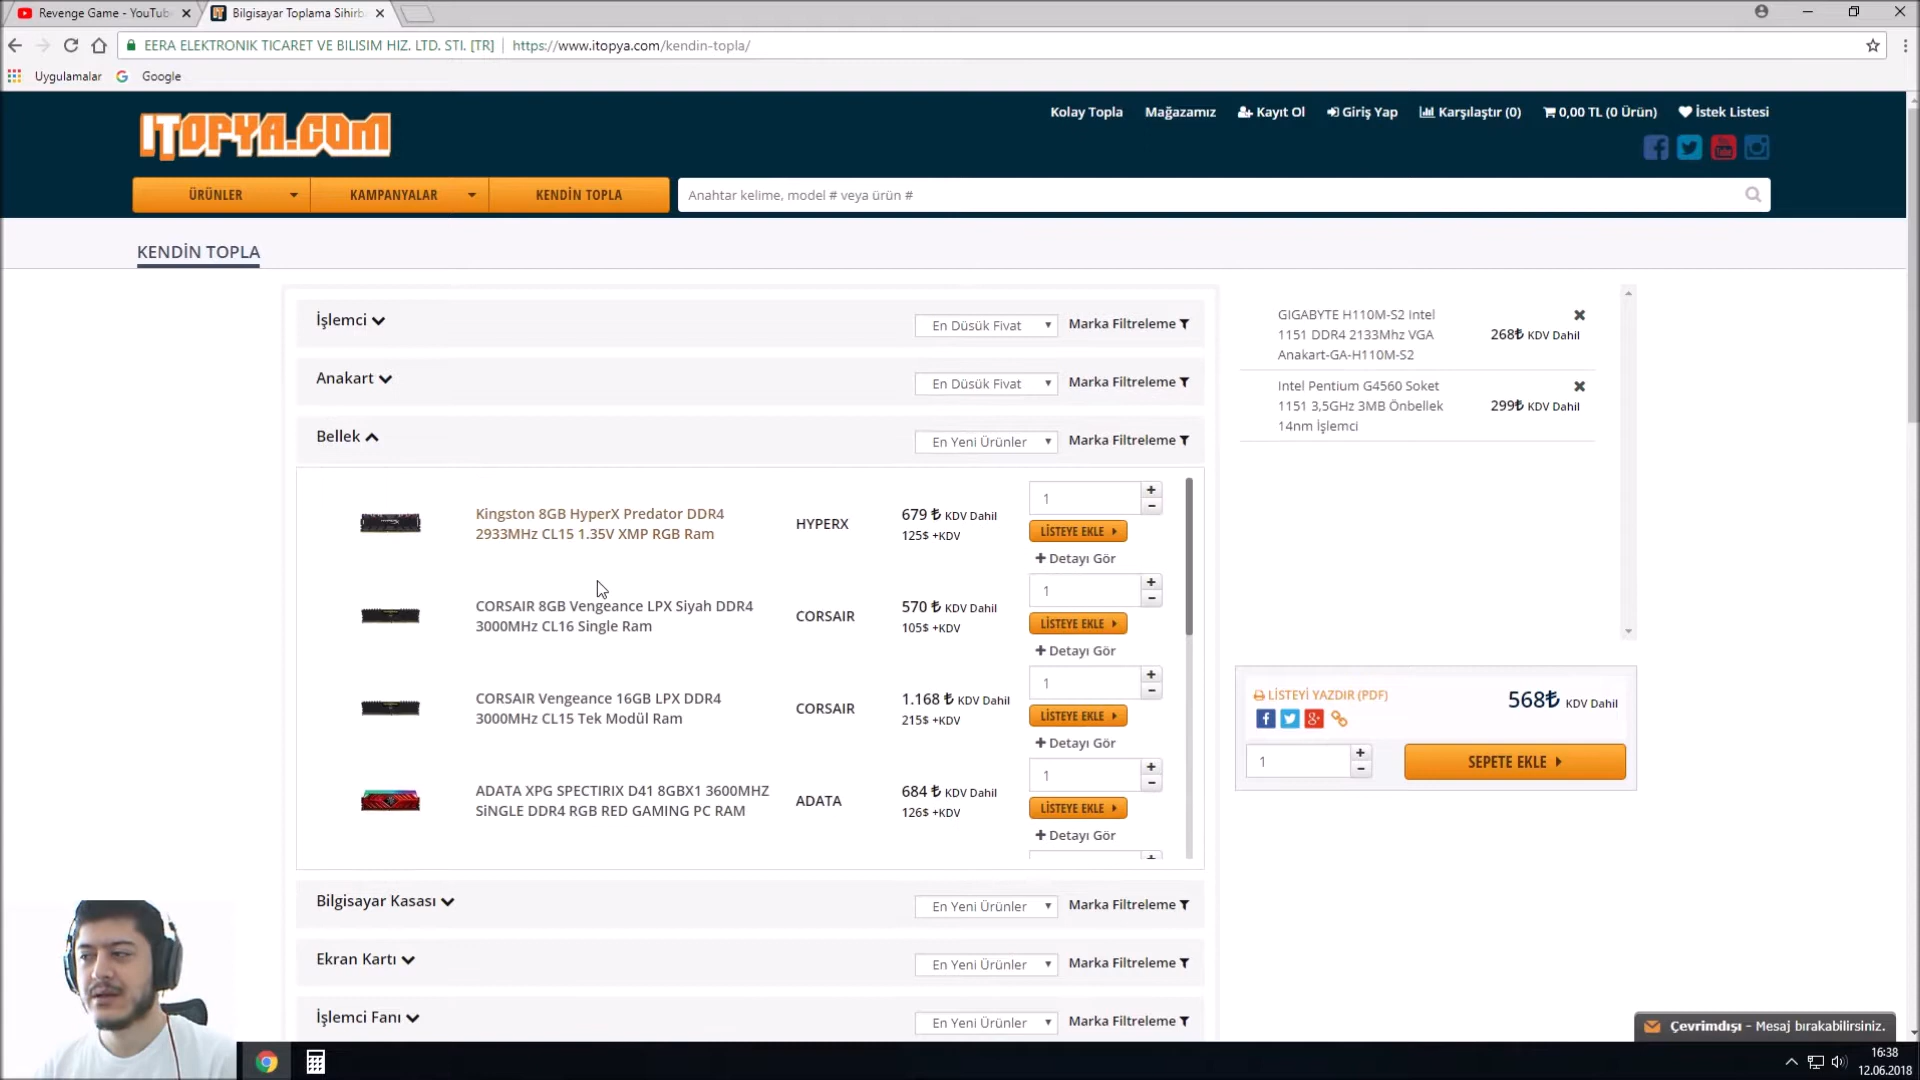 Revenge Game - YouTub
Bilgisayar Toplama Sihirb
EERA ELEKTRONIK TICARET VE BILISIM HIZ. LTD. STI. [TR]
https://www.itopya.com/kendin-topla/
Uygulamalar
Google
ITOPYA.COM
Kolay Topla
Mağazamız
Kayıt Ol
Giriş Yap
Karşılaştır (0)
0,00 TL (0 Ürün)
İstek Listesi
ÜRÜNLER
KAMPANYALAR
KENDİN TOPLA
Anahtar kelime, model # veya ürün #
KENDİN TOPLA
İşlemci
En Düsük Fivat
Marka Filtreleme
Anakart
En Düsük Fivat
Marka Filtreleme
Bellek
En Yeni Ürünler
Marka Filtreleme
Kingston 8GB HyperX Predator DDR4
2933MHz CL15 1.35V XMP RGB Ram
HYPERX
679 ₺ KDV Dahil
125$ +KDV
1
LİSTEYE EKLE
+ Detayı Gör
CORSAIR 8GB Vengeance LPX Siyah DDR4
3000MHz CL16 Single Ram
CORSAIR
570 ₺ KDV Dahil
105$ +KDV
1
LİSTEYE EKLE
+ Detayı Gör
CORSAIR Vengeance 16GB LPX DDR4
3000MHz CL15 Tek Modül Ram
CORSAIR
1.168 ₺ KDV Dahil
215$ +KDV
1
LİSTEYE EKLE
+ Detayı Gör
ADATA XPG SPECTIRIX D41 8GBX1 3600MHZ
SiNGLE DDR4 RGB RED GAMING PC RAM
ADATA
684 ₺ KDV Dahil
126$ +KDV
1
LİSTEYE EKLE
+ Detayı Gör
Bilgisayar Kasası
En Yeni Ürünler
Marka Filtreleme
Ekran Kartı
En Yeni Ürünler
Marka Filtreleme
İşlemci Fanı
En Yeni Ürünler
Marka Filtreleme
GIGABYTE H110M-S2 intel
1151 DDR4 2133Mhz VGA
Anakart-GA-H110M-S2
268₺ KDV Dahil
Intel Pentium G4560 Soket
1151 3,5GHz 3MB Önbellek
14nm İşlemci
299₺ KDV Dahil
LİSTEYİ YAZDIR (PDF)
568₺ KDV Dahil
1
SEPETE EKLE
Çevrimdışı - Mesaj bırakabilirsiniz.
16:38
12.06.2018